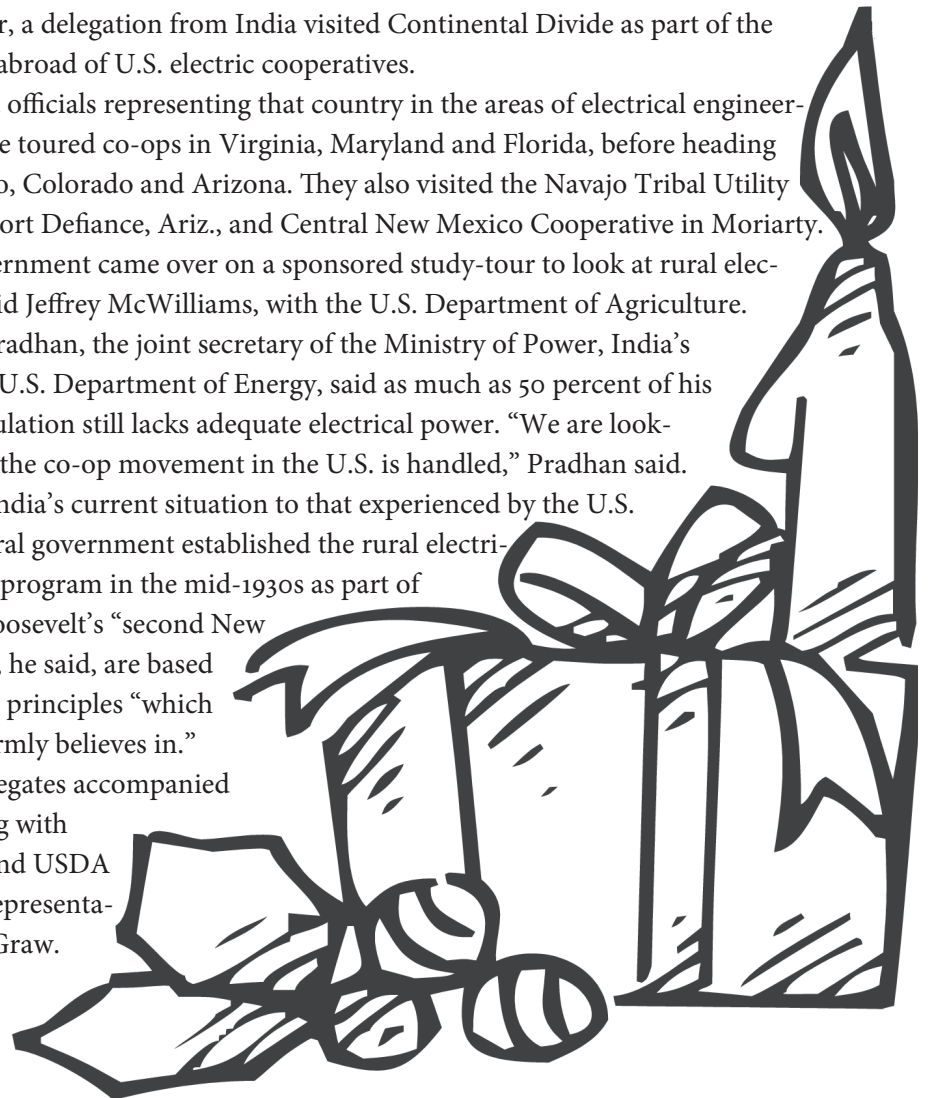 r, a delegation from India visited Continental Divide as part of the
abroad of U.S. electric cooperatives.
officials representing that country in the areas of electrical engineer-
e toured co-ops in Virginia, Maryland and Florida, before heading
o, Colorado and Arizona. They also visited the Navajo Tribal Utility
ort Defiance, Ariz., and Central New Mexico Cooperative in Moriarty.
ernment came over on a sponsored study-tour to look at rural elec-
id Jeffrey McWilliams, with the U.S. Department of Agriculture.
radhan, the joint secretary of the Ministry of Power, India’s
U.S. Department of Energy, said as much as 50 percent of his
ulation still lacks adequate electrical power. “We are look-
the co-op movement in the U.S. is handled,” Pradhan said.
ndia’s current situation to that experienced by the U.S.
ral government established the rural electri-
program in the mid-1930s as part of
oosevelt’s “second New
, he said, are based
principles “which
rmly believes in.”
egates accompanied
g with
nd USDA
epresenta-
Graw.